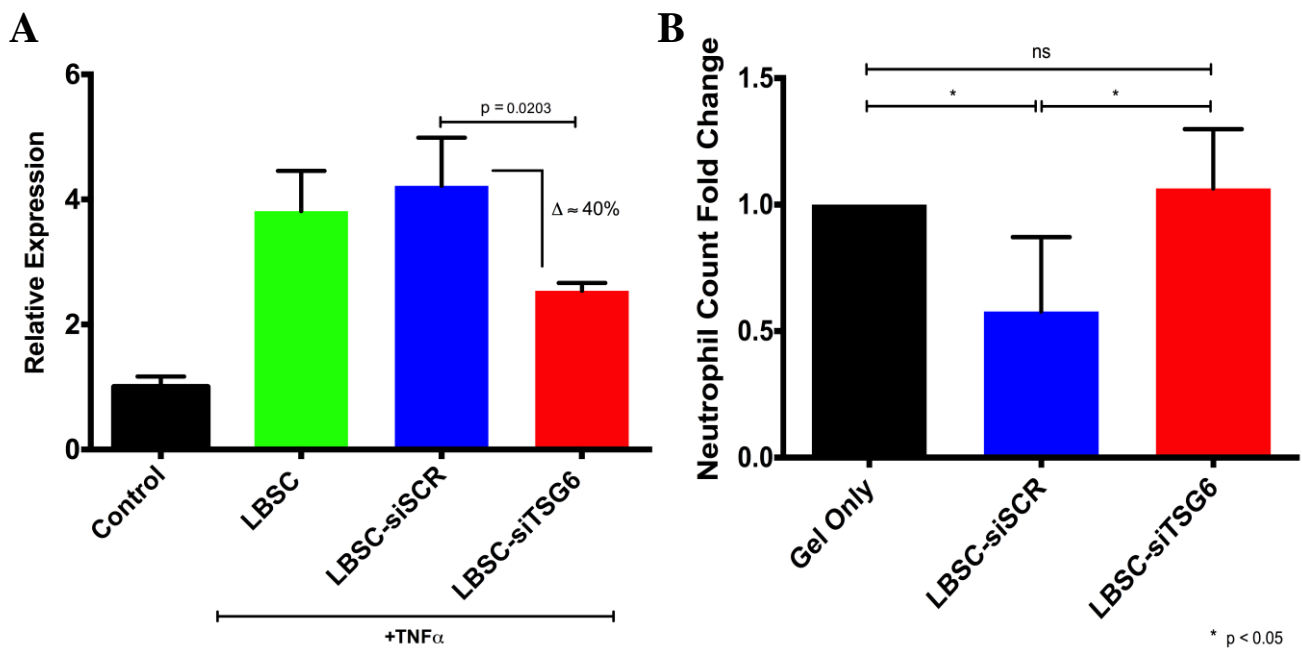 A
Relative Expression
6
4
2
0
p = 0.0203
Δ ≈ 40%
Control
LBSC
LBSC-siSCR
LBSC-siTSG6
+TNFα
B
Neutrophil Count Fold Change
1.5
1.0
0.5
0.0
ns
*
*
Gel Only
LBSC-siSCR
LBSC-siTSG6
* p < 0.05